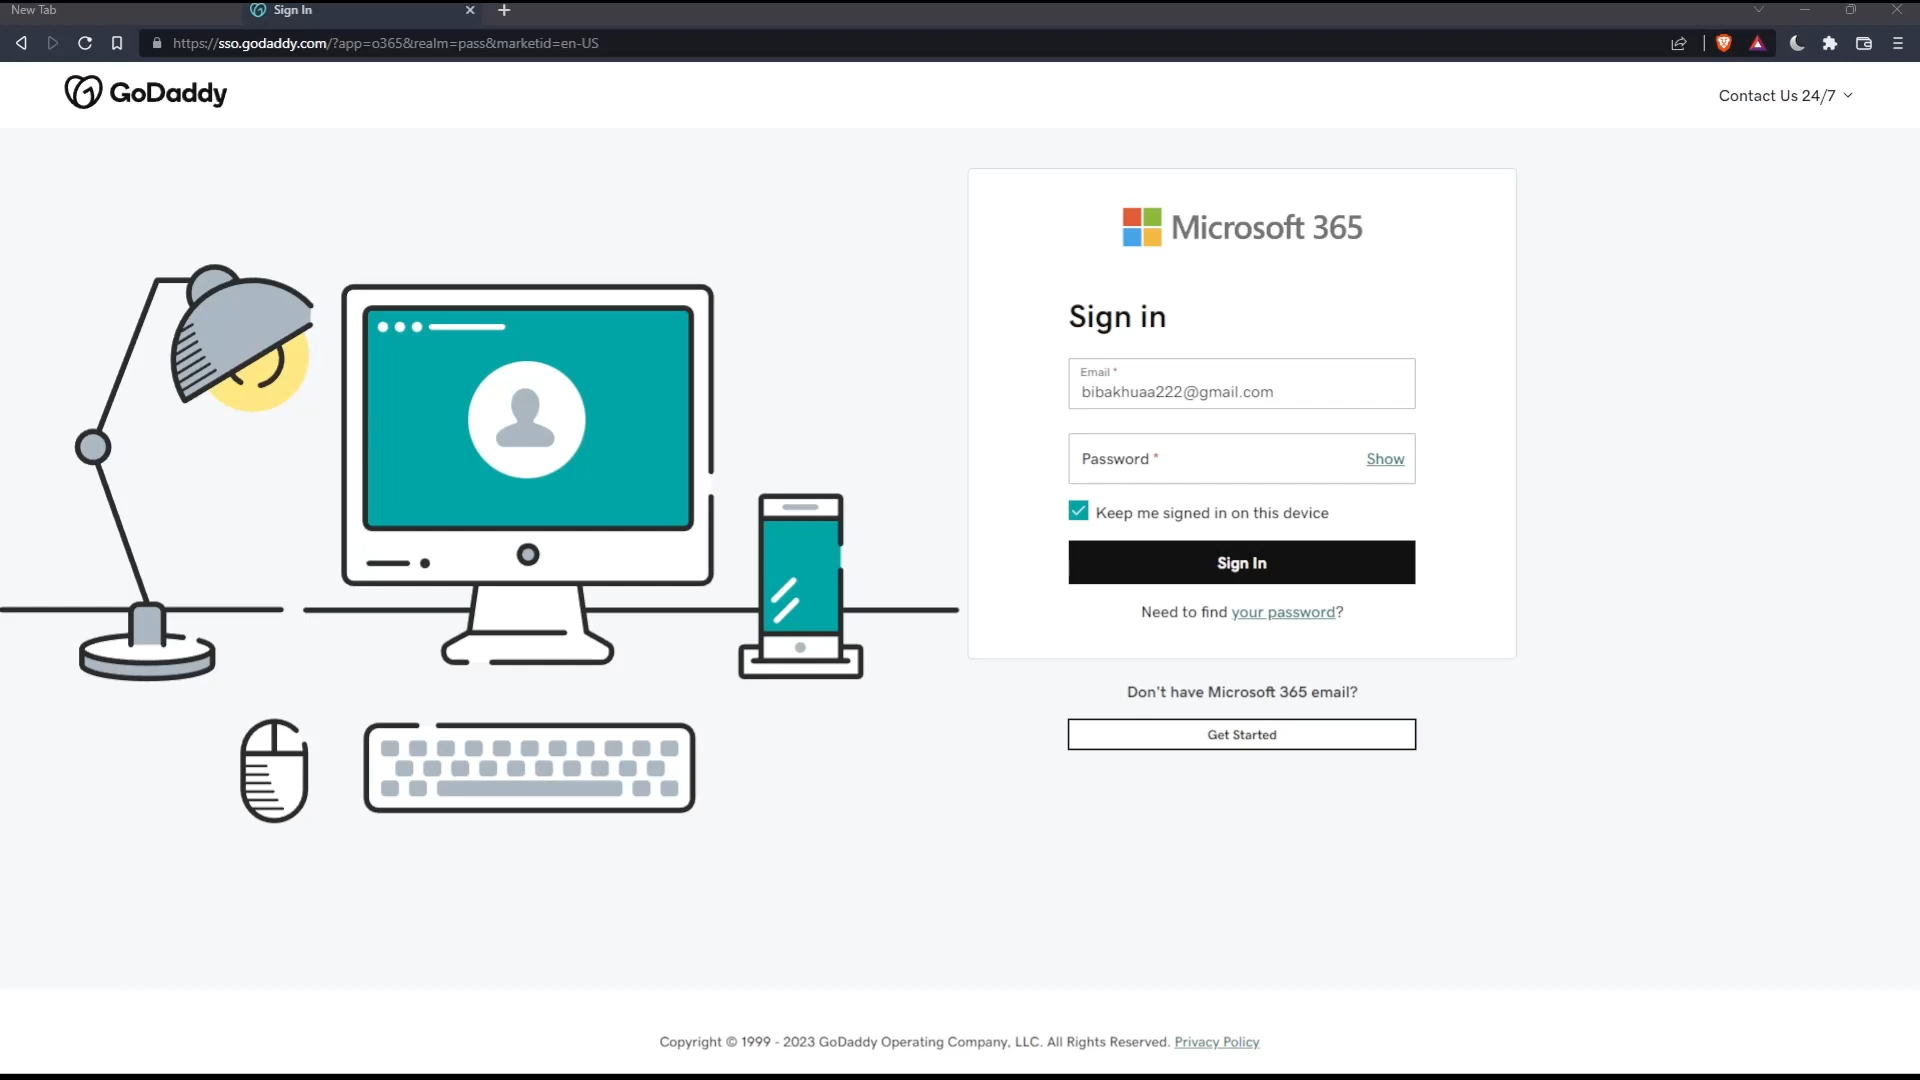 New Tab
Sign In
https://sso.godaddy.com/?app=o365&realm=pass&marketid=en-US
GoDaddy
Contact Us 24/7
Microsoft 365
Sign in
Email *
bibakhuaa222@gmail.com
Password *
Show
Keep me signed in on this device
Sign In
Need to find your password?
Don't have Microsoft 365 email?
Get Started
Copyright © 1999 - 2023 GoDaddy Operating Company, LLC. All Rights Reserved. Privacy Policy